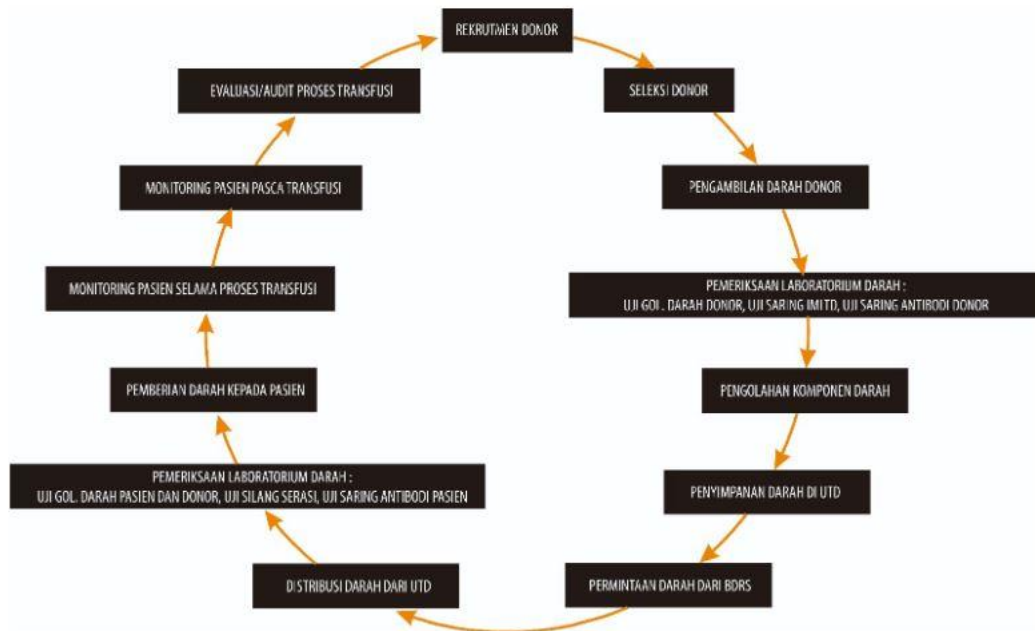 REKRUTMEN DONOR
SELEKSI DONOR
PENGAMBILAN DARAH DONOR
PEMERIKSAAN LABORATORIUM DARAH :
UJI GOL. DARAH DONOR, UJI SARING IMLTD, UJI SARING ANTIBODI DONOR
PENGOLAHAN KOMPONEN DARAH
PENYIMPANAN DARAH DI UTD
PERMINTAAN DARAH DARI BDRS
DISTRIBUSI DARAH DARI UTD
PEMERIKSAAN LABORATORIUM DARAH :
UJI GOL. DARAH PASIEN DAN DONOR, UJI SILANG SERASI, UJI SARING ANTIBODI PASIEN
PEMBERIAN DARAH KEPADA PASIEN
MONITORING PASIEN SELAMA PROSES TRANSFUSI
MONITORING PASIEN PASCA TRANSFUSI
EVALUASI/AUDIT PROSES TRANSFUSI